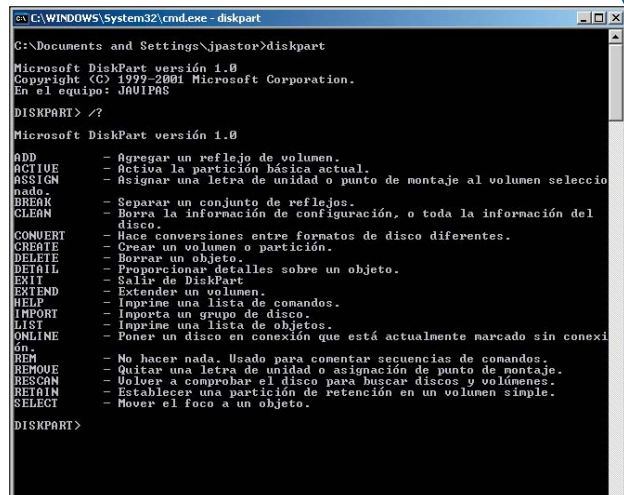 C:\WINDOWS\System32\cmd.exe - diskpart
C:\Documents and Settings\jpastor>diskpart
Microsoft DiskPart versión 1.0
Copyright (C) 1999-2001 Microsoft Corporation.
En el equipo: JAVIPAS
DISKPART> /?
Microsoft DiskPart versión 1.0
ADD - Agregar un reflejo de volumen.
ACTIVE - Activa la partición básica actual.
ASSIGN - Asignar una letra de unidad o punto de montaje al volumen seleccio
nado.
BREAK - Separar un conjunto de reflejos.
CLEAN - Borra la información de configuración, o toda la información del
disco.
CONVERT - Hace conversiones entre formatos de disco diferentes.
CREATE - Crear un volumen o partición.
DELETE - Borrar un objeto.
DETAIL - Proporcionar detalles sobre un objeto.
EXIT - Salir de DiskPart
EXTEND - Extender un volumen.
HELP - Imprime una lista de comandos.
IMPORT - Importa un grupo de disco.
LIST - Imprime una lista de objetos.
ONLINE - Poner un disco en conexión que está actualmente marcado sin conexi
ón.
REM - No hacer nada. Usado para comentar secuencias de comandos.
REMOVE - Quitar una letra de unidad o asignación de punto de montaje.
RESCAN - Volver a comprobar el disco para buscar discos y volúmenes.
RETAIN - Establecer una partición de retención en un volumen simple.
SELECT - Mover el foco a un objeto.
DISKPART>